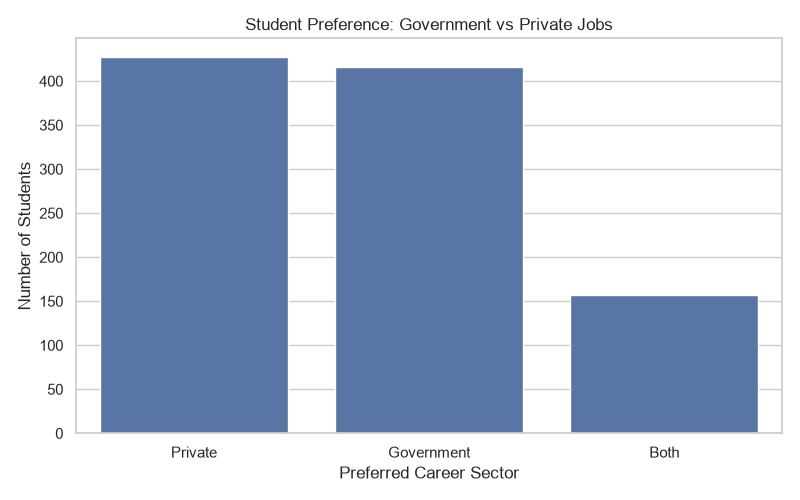 Student Preference: Government vs Private Jobs
400
350
300
250
200
150
100
50
0
Number of Students
Private Government Both
Preferred Career Sector